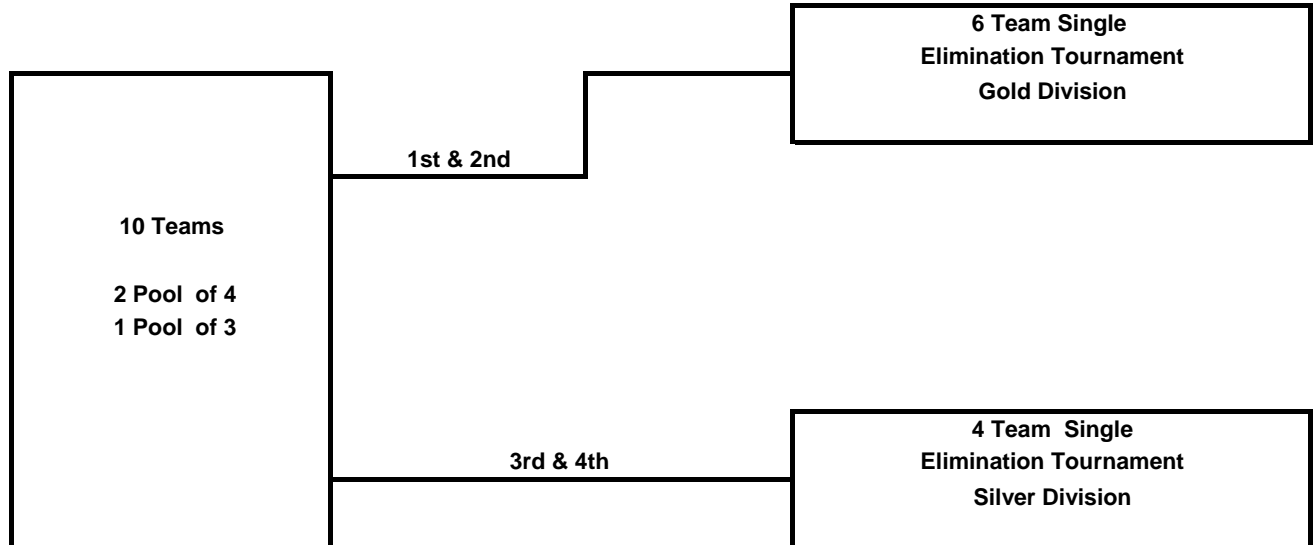 6 Team Single
Elimination Tournament
Gold Division
1st & 2nd
10 Teams
2 Pool of 4
1 Pool of 3
3rd & 4th
4 Team Single
Elimination Tournament
Silver Division